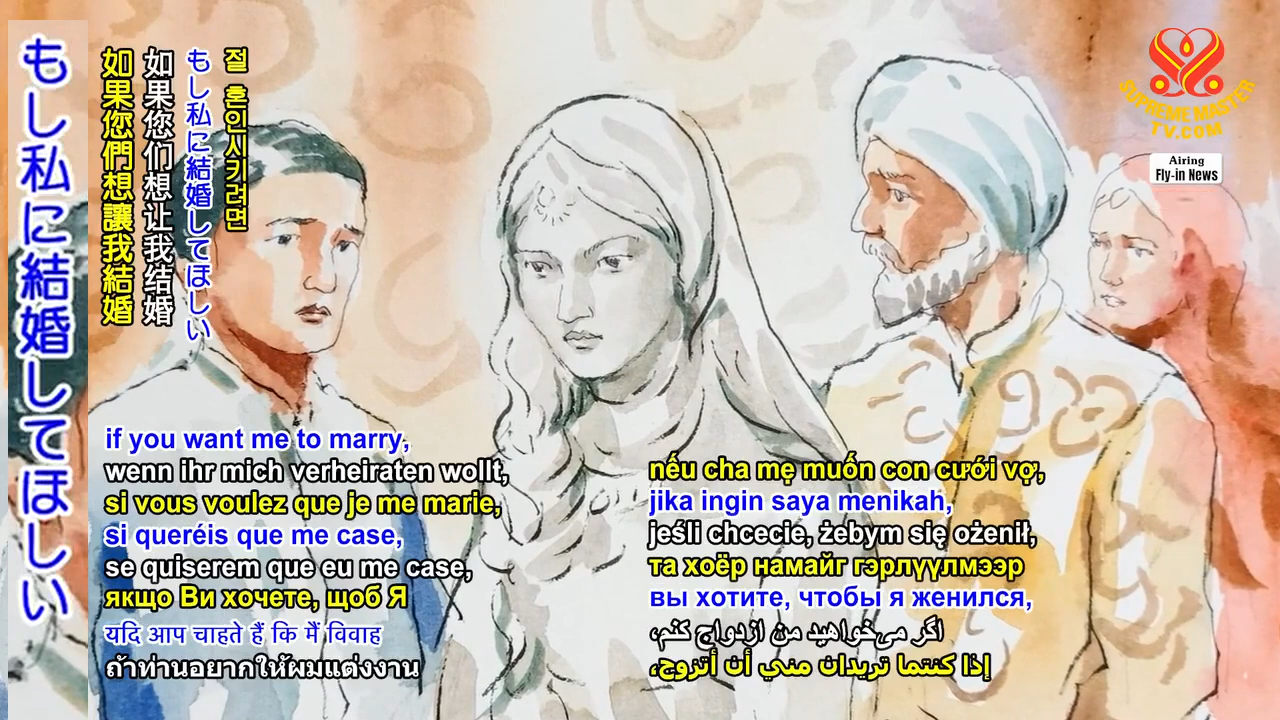 もし私に結婚してほしい
如果您們想讓我結婚
如果您们想让我结婚
もし私に結婚してほしい
절 혼인시키려면
SUPREME MASTER
TV.COM
Airing
Fly-in News
if you want me to marry,
wenn ihr mich verheiraten wollt,
si vous voulez que je me marie,
si queréis que me case,
se quiserem que eu me case,
якщо Ви хочете, щоб Я
यदि आप चाहते हैं कि मैं विवाह
ถ้าท่านอยากให้ผมแต่งงาน
nếu cha mẹ muốn con cưới vợ,
jika ingin saya menikah,
jeśli chcecie, żebym się ożenił,
та хоёр намайг гэрлүүлмээр
вы хотите, чтобы я женился,
اگر می‌خواهید من ازدواج کنم،
إذا كنتما تريدان مني أن أتزوج،